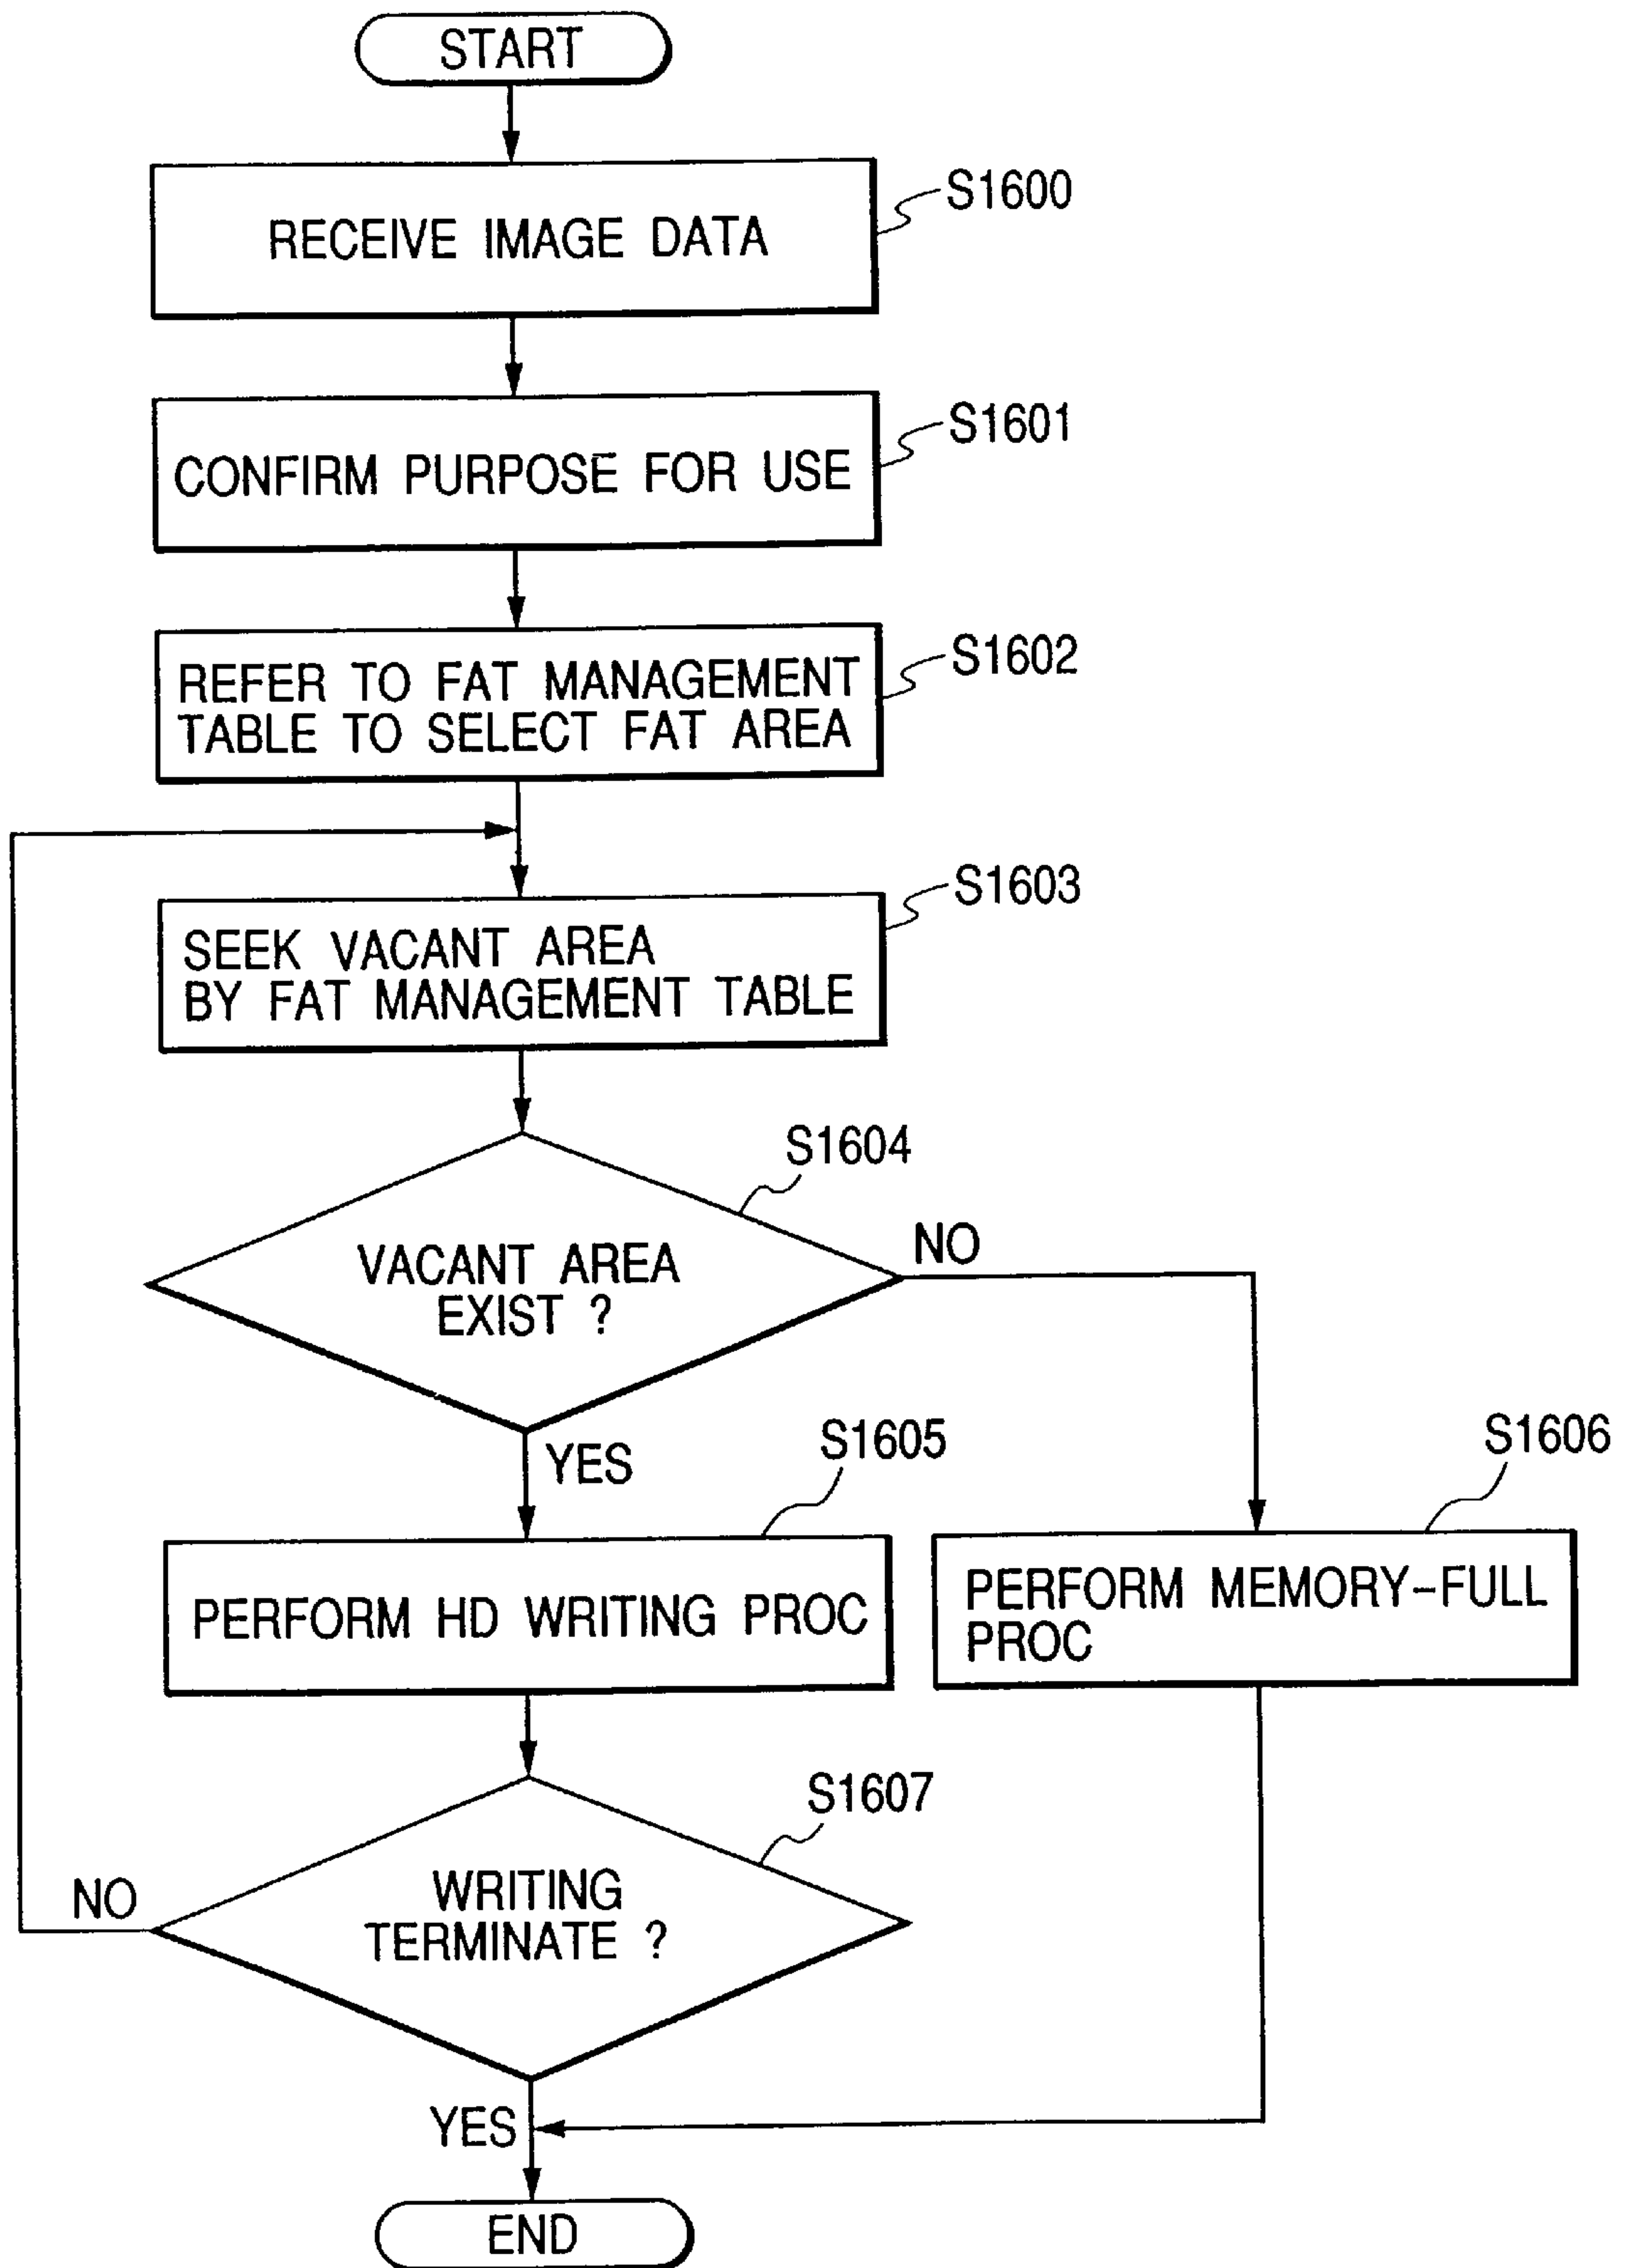 START
RECEIVE IMAGE DATA
S1600
CONFIRM PURPOSE FOR USE
S1601
REFER TO FAT MANAGEMENT
TABLE TO SELECT FAT AREA
S1602
SEEK VACANT AREA
BY FAT MANAGEMENT TABLE
S1603
S1604
VACANT AREA
EXIST ?
NO
YES
S1605
S1606
PERFORM HD WRITING PROC
PERFORM MEMORY-FULL
PROC
S1607
WRITING
TERMINATE ?
NO
YES
END